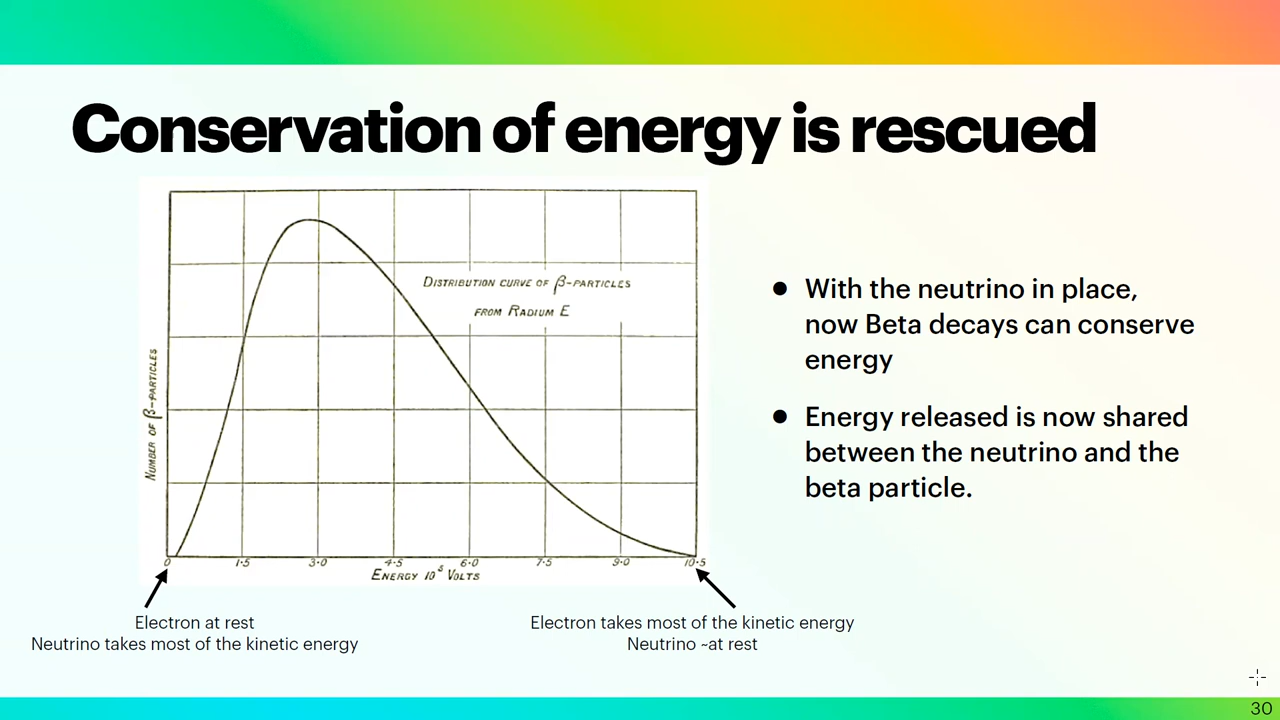 Conservation of energy is rescued
DISTRIBUTION CURVE OF β-PARTICLES
FROM RADIUM E
NUMBER OF β-PARTICLES
0 1·5 3·0 4·5 6·0 7·5 9·0 10·5
ENERGY 10⁵ VOLTS
Electron at rest
Neutrino takes most of the kinetic energy
Electron takes most of the kinetic energy
Neutrino ~at rest
● With the neutrino in place,
now Beta decays can conserve
energy
● Energy released is now shared
between the neutrino and the
beta particle.
30